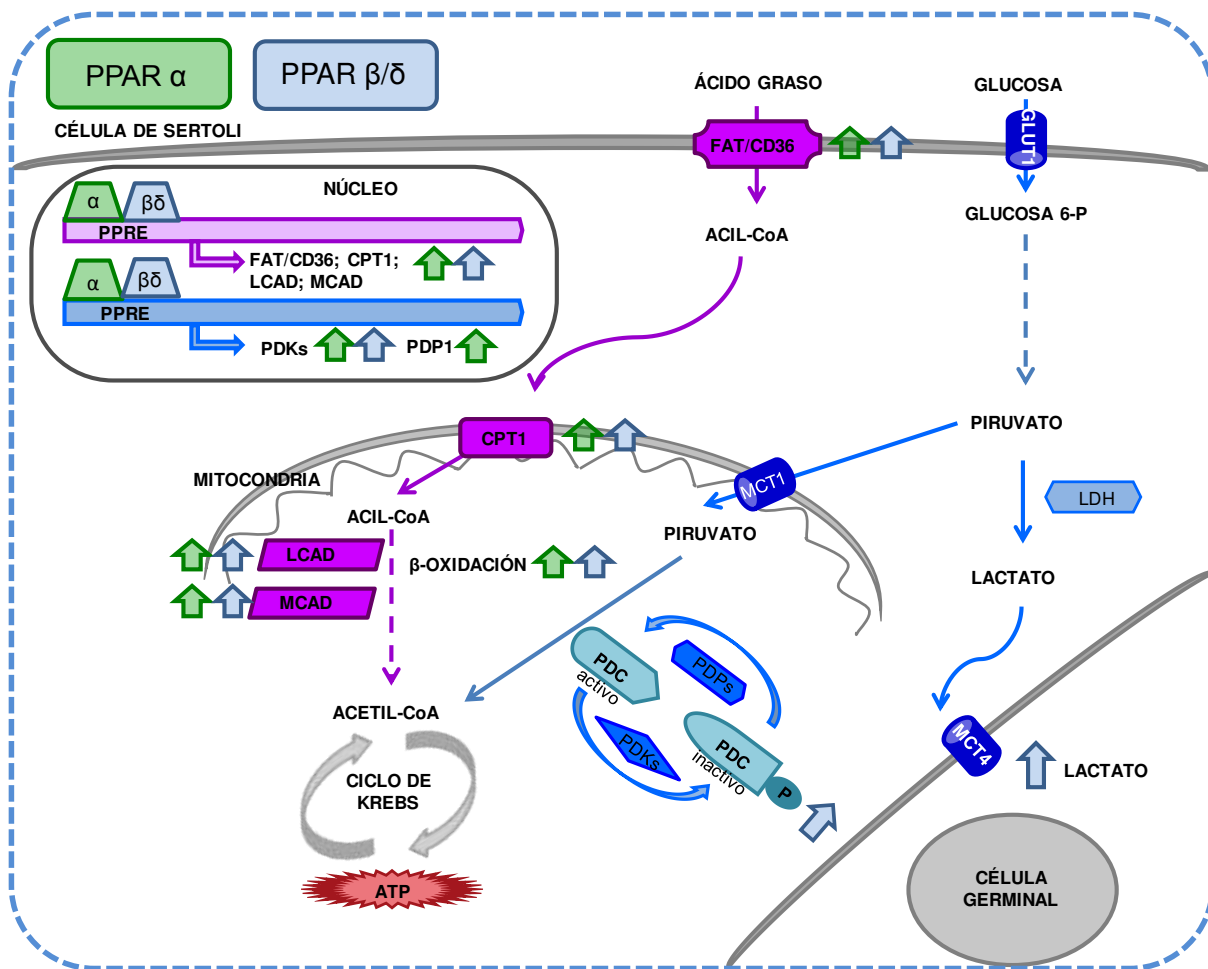 PPAR α
PPAR β/δ
ÁCIDO GRASO
GLUCOSA
CÉLULA DE SERTOLI
FAT/CD36
GLUT1
NÚCLEO
α
βδ
PPRE
GLUCOSA 6-P
ACIL-CoA
FAT/CD36; CPT1;
LCAD; MCAD
α
βδ
PPRE
PDKs
PDP1
PIRUVATO
CPT1
MITOCONDRIA
MCT1
LDH
ACIL-CoA
PIRUVATO
LCAD
β-OXIDACIÓN
LACTATO
MCAD
PDC
activo
PDPs
ACETIL-CoA
PDKs
PDC
inactivo
P
MCT4
LACTATO
CICLO DE
KREBS
ATP
CÉLULA
GERMINAL